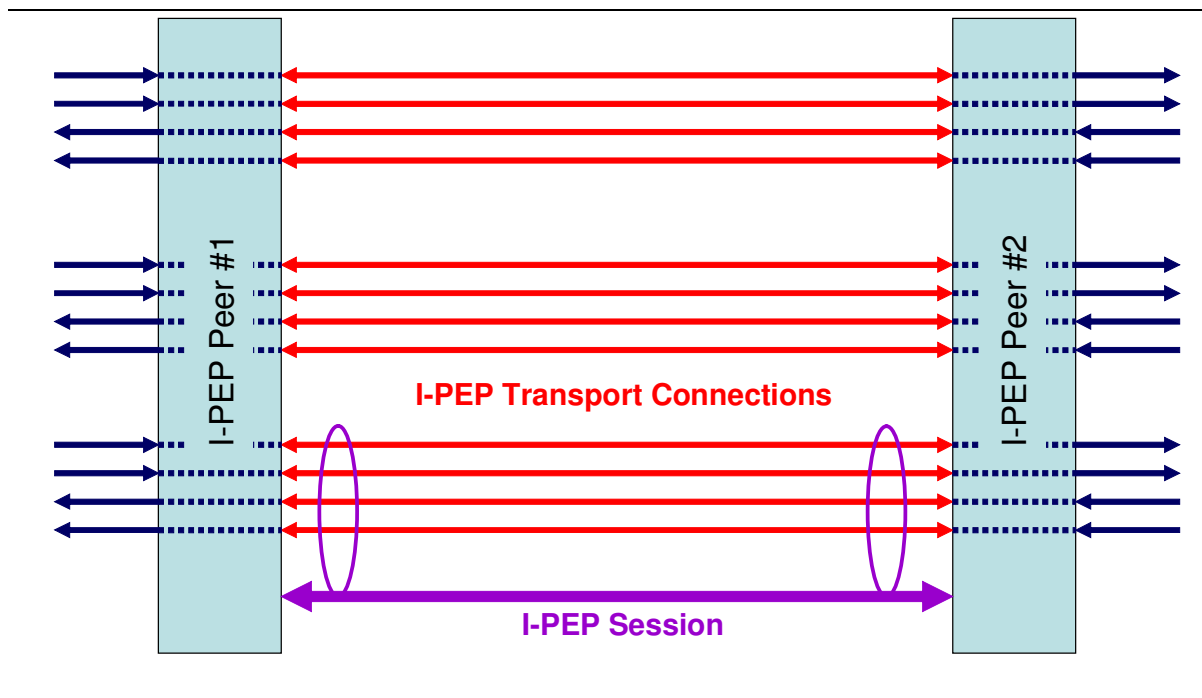 I-PEP Peer #1
I-PEP Peer #2
I-PEP Transport Connections
I-PEP Session